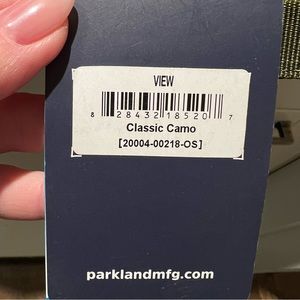 VIEW
8 28432 18520 7
Classic Camo
[20004-00218-OS]
parklandmfg.com